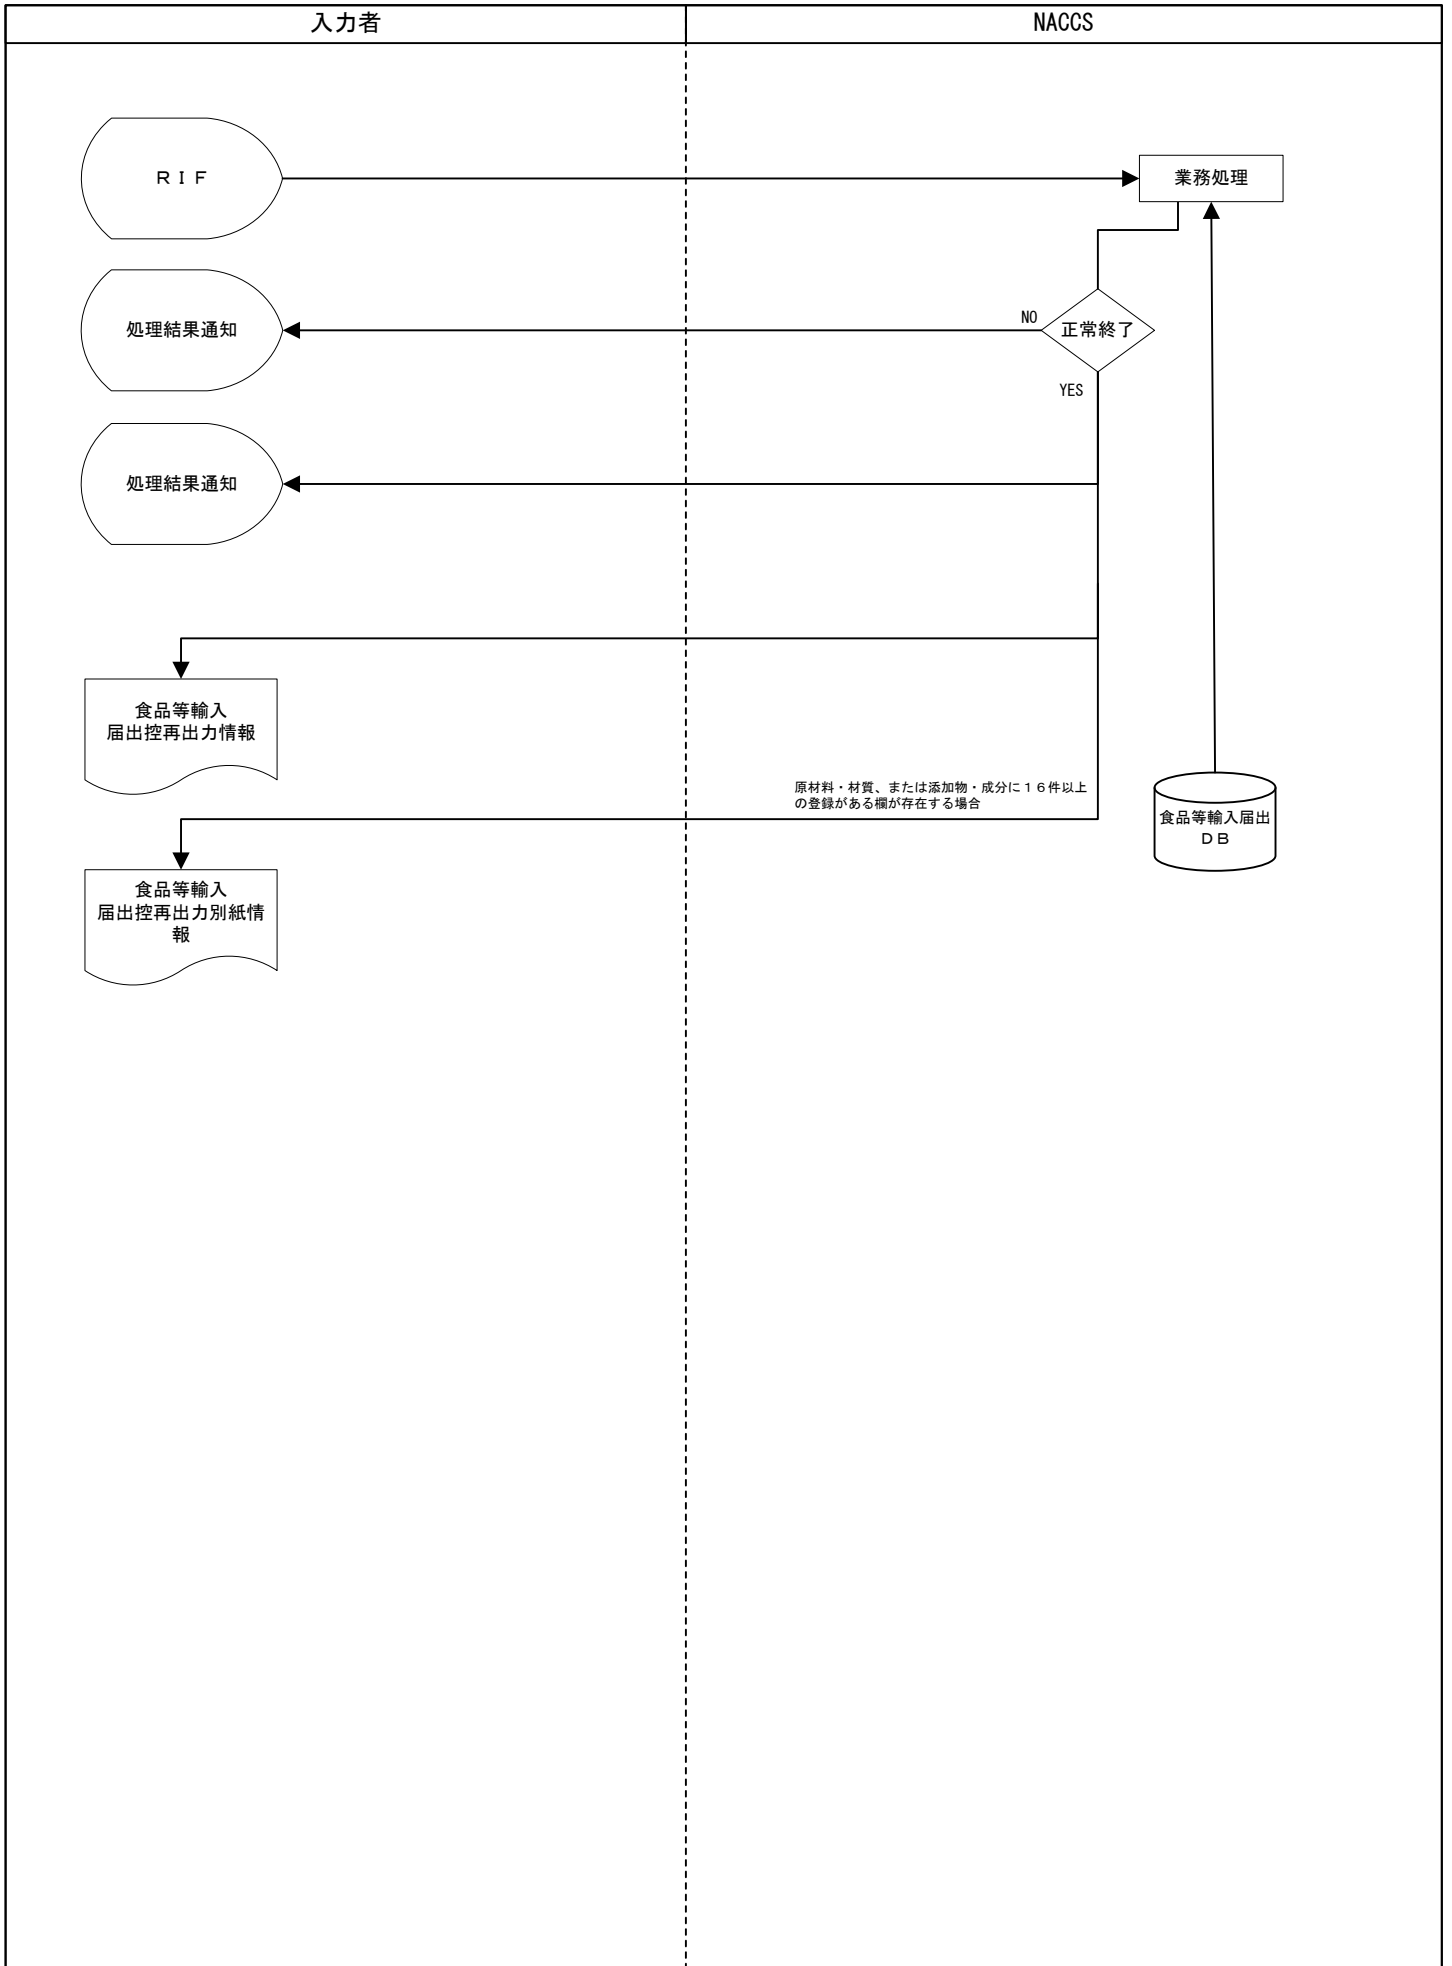 入力者
NACCS
ＲＩＦ
業務処理
処理結果通知
NO
正常終了
YES
処理結果通知
食品等輸入
届出控再出力情報
原材料・材質、または添加物・成分に１６件以上
の登録がある欄が存在する場合
食品等輸入届出
ＤＢ
食品等輸入
届出控再出力別紙情
報